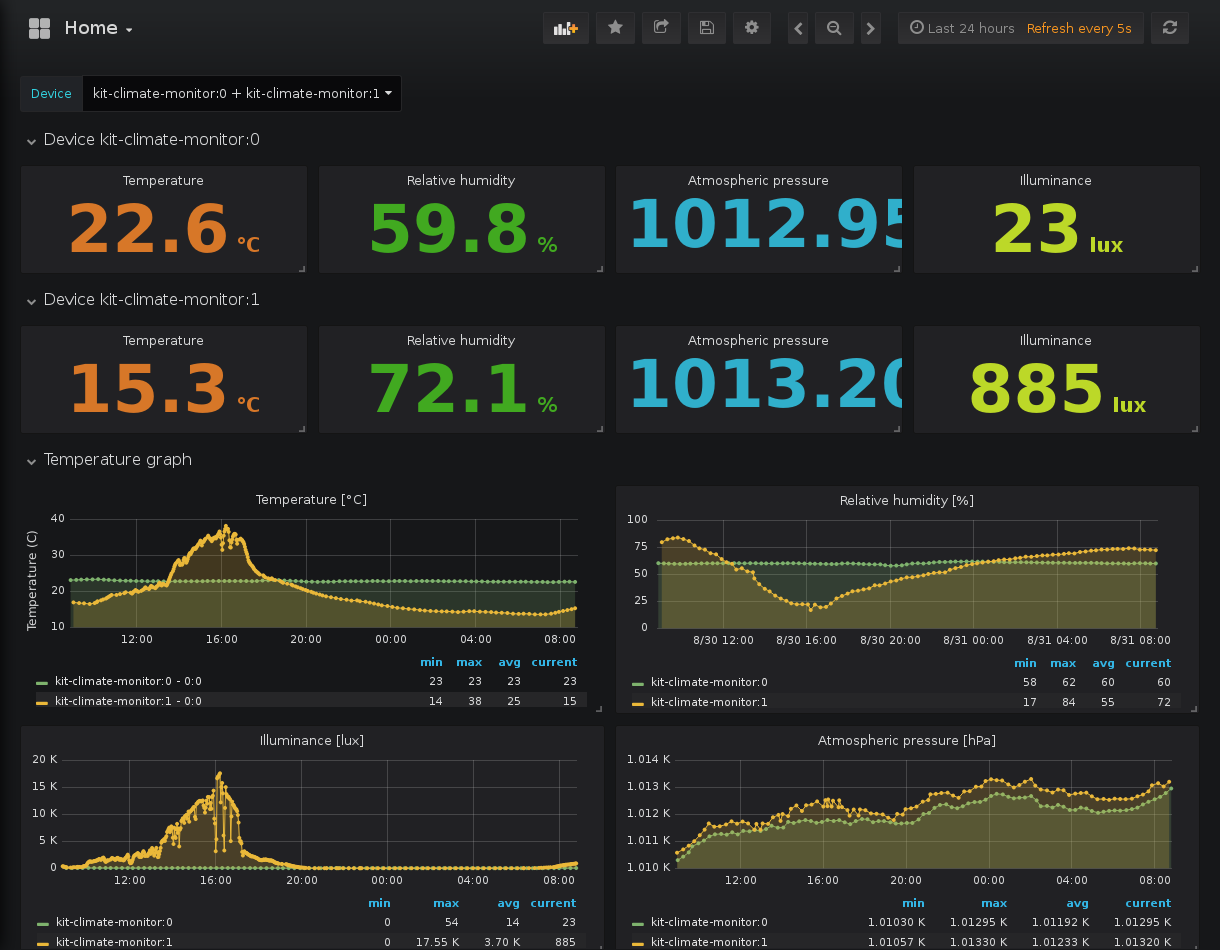 Home
Last 24 hours Refresh every 5s
Device kit-climate-monitor:0 + kit-climate-monitor:1
Device kit-climate-monitor:0
Temperature Relative humidity Atmospheric pressure Illuminance
22.6 °C 59.8 % 1012.95 23 lux
Device kit-climate-monitor:1
Temperature Relative humidity Atmospheric pressure Illuminance
15.3 °C 72.1 % 1013.20 885 lux
Temperature graph
Temperature [°C]
Temperature (C)
40
30
20
10
12:00 16:00 20:00 00:00 04:00 08:00
min max avg current
kit-climate-monitor:0 - 0:0 23 23 23 23
kit-climate-monitor:1 - 0:0 14 38 25 15
Relative humidity [%]
100
75
50
25
0
8/30 12:00 8/30 16:00 8/30 20:00 8/31 00:00 8/31 04:00 8/31 08:00
min max avg current
kit-climate-monitor:0 58 62 60 60
kit-climate-monitor:1 17 84 55 72
Illuminance [lux]
20 K
15 K
10 K
5 K
0
12:00 16:00 20:00 00:00 04:00 08:00
min max avg current
kit-climate-monitor:0 0 54 14 23
kit-climate-monitor:1 0 17.55 K 3.70 K 885
Atmospheric pressure [hPa]
1.014 K
1.013 K
1.012 K
1.011 K
1.010 K
12:00 16:00 20:00 00:00 04:00 08:00
min max avg current
kit-climate-monitor:0 1.01030 K 1.01295 K 1.01192 K 1.01295 K
kit-climate-monitor:1 1.01057 K 1.01330 K 1.01233 K 1.01320 K